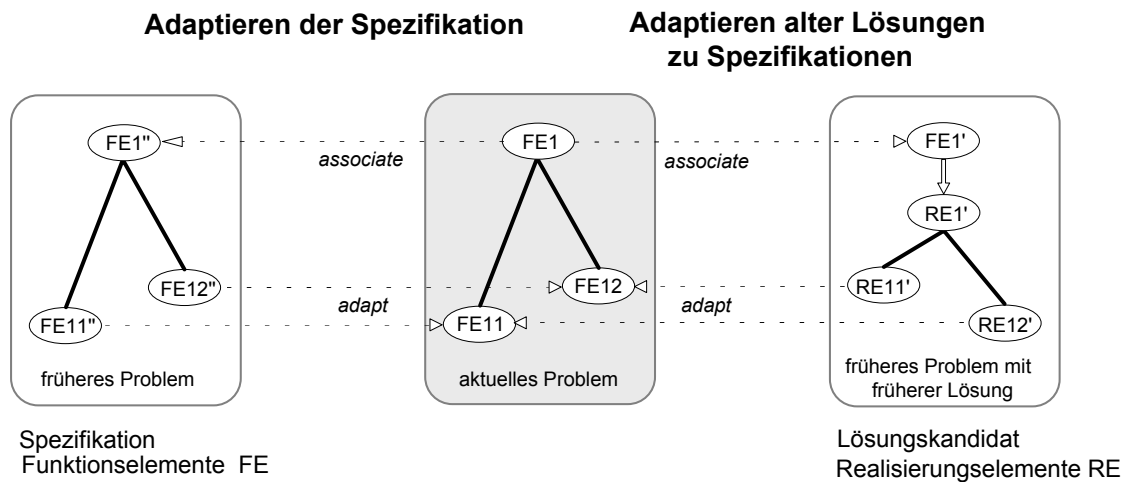 Adaptieren der Spezifikation
Adaptieren alter Lösungen
zu Spezifikationen
FE1"
associate
FE1
associate
FE1'
RE1'
FE12"
FE12
RE11'
adapt
adapt
FE11"
FE11
RE12'
früheres Problem
aktuelles Problem
früheres Problem mit
früherer Lösung
Spezifikation
Funktionselemente FE
Lösungskandidat
Realisierungselemente RE